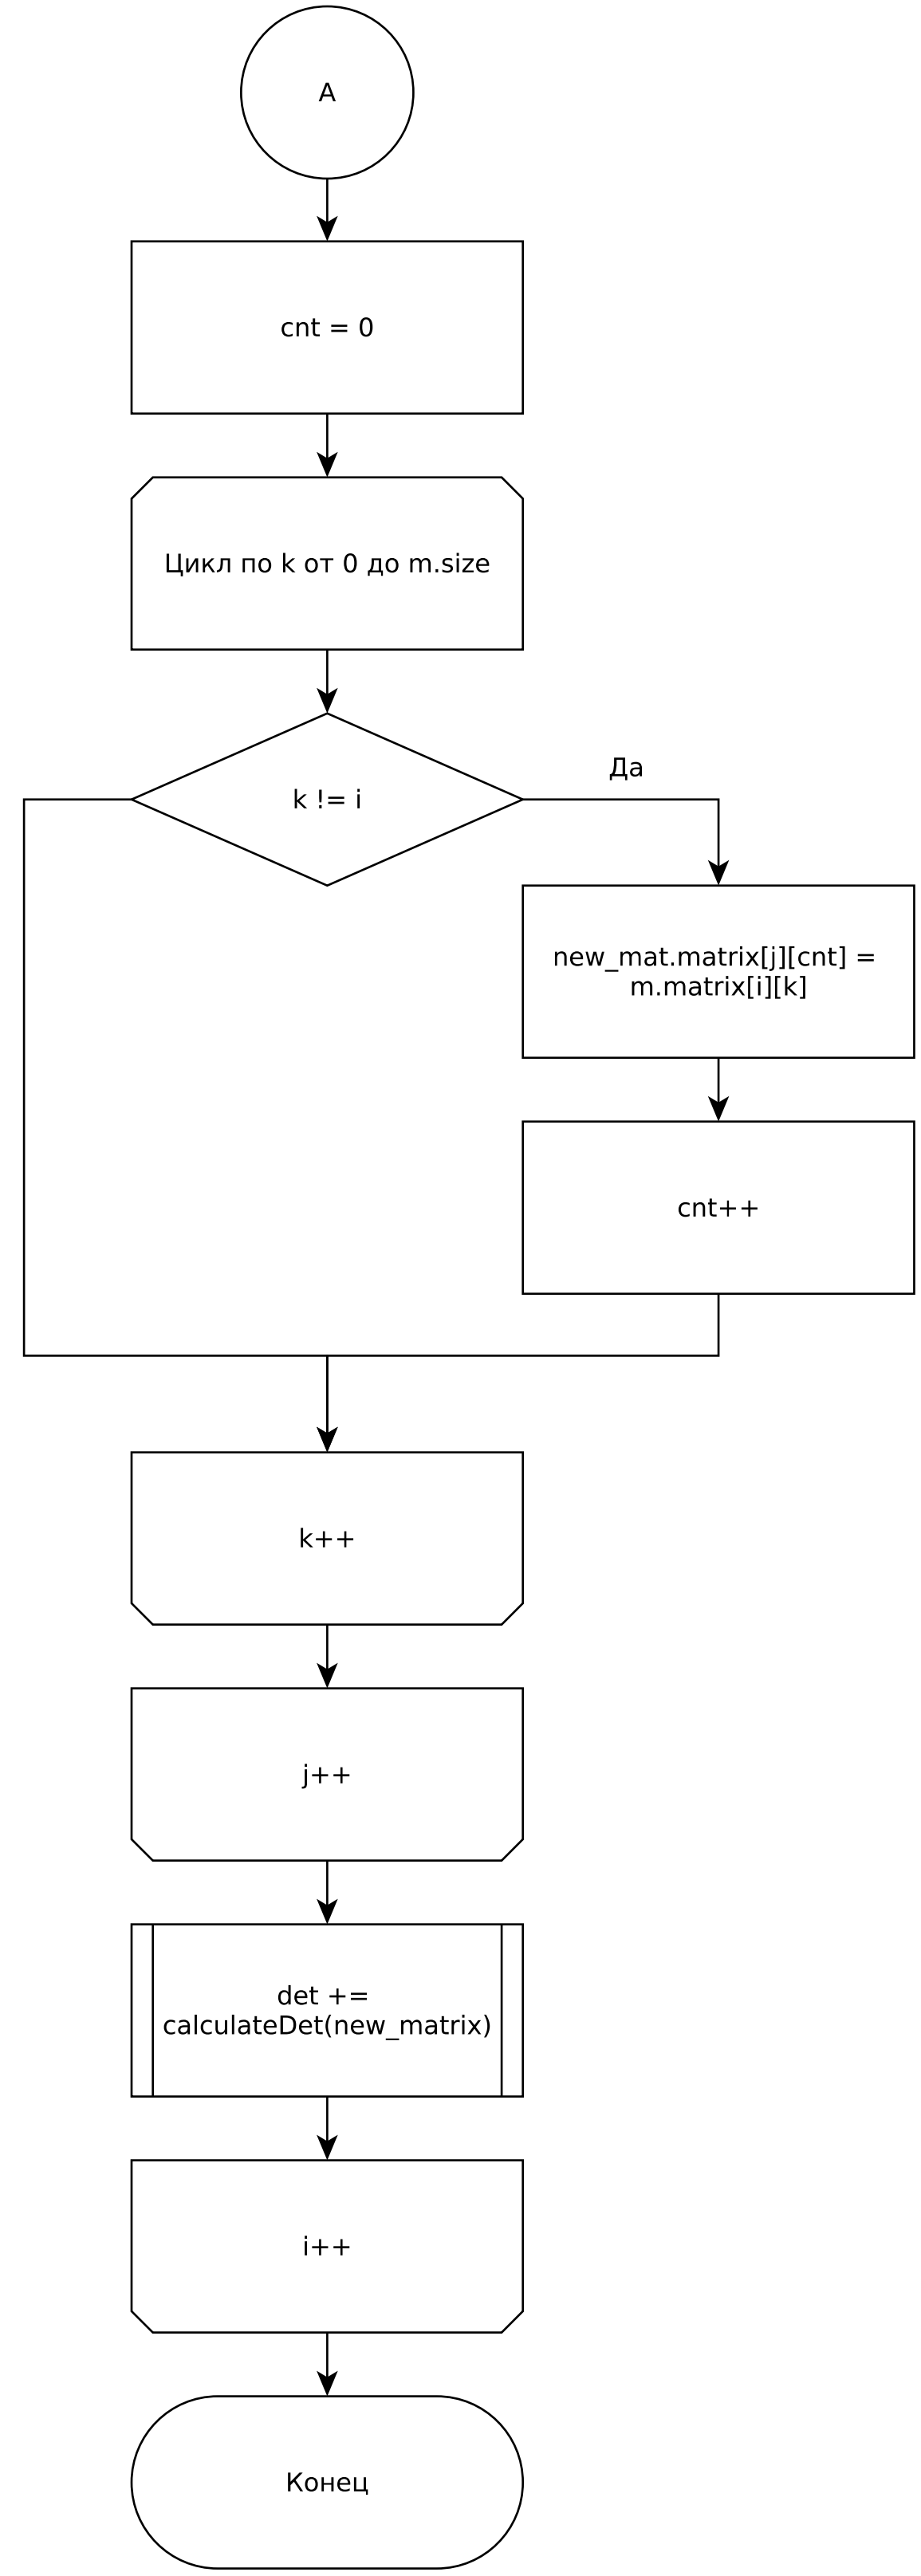 A
cnt = 0
Цикл по k от 0 до m.size
k != i
Да
new_mat.matrix[j][cnt] =
m.matrix[i][k]
cnt++
k++
j++
det +=
calculateDet(new_matrix)
i++
Конец